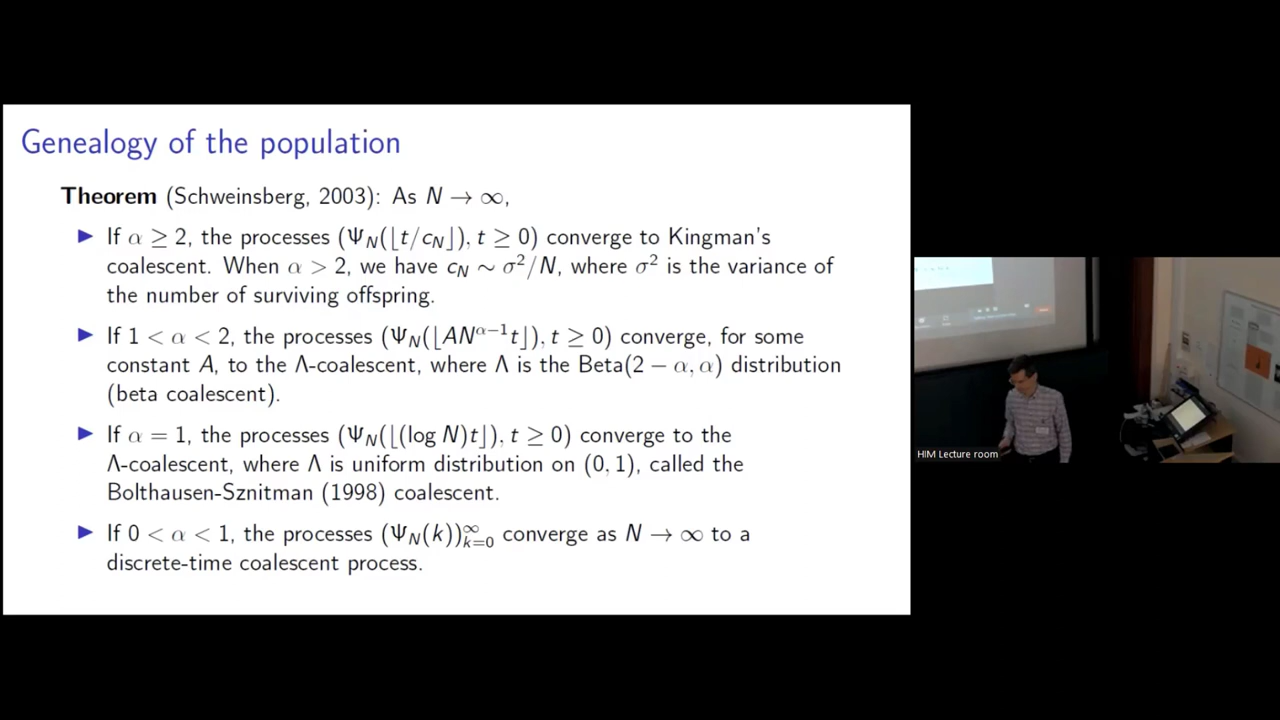 Genealogy of the population
Theorem (Schweinsberg, 2003): As N → ∞,
▶ If α ≥ 2, the processes (Ψ_N(⌊t/c_N⌋), t ≥ 0) converge to Kingman's
coalescent. When α > 2, we have c_N ∼ σ²/N, where σ² is the variance of
the number of surviving offspring.
▶ If 1 < α < 2, the processes (Ψ_N(⌊AN^{α−1}t⌋), t ≥ 0) converge, for some
constant A, to the Λ-coalescent, where Λ is the Beta(2 − α, α) distribution
(beta coalescent).
▶ If α = 1, the processes (Ψ_N(⌊(log N)t⌋), t ≥ 0) converge to the
Λ-coalescent, where Λ is uniform distribution on (0, 1), called the
Bolthausen-Sznitman (1998) coalescent.
▶ If 0 < α < 1, the processes (Ψ_N(k))_{k=0}^∞ converge as N → ∞ to a
discrete-time coalescent process.
HIM Lecture room